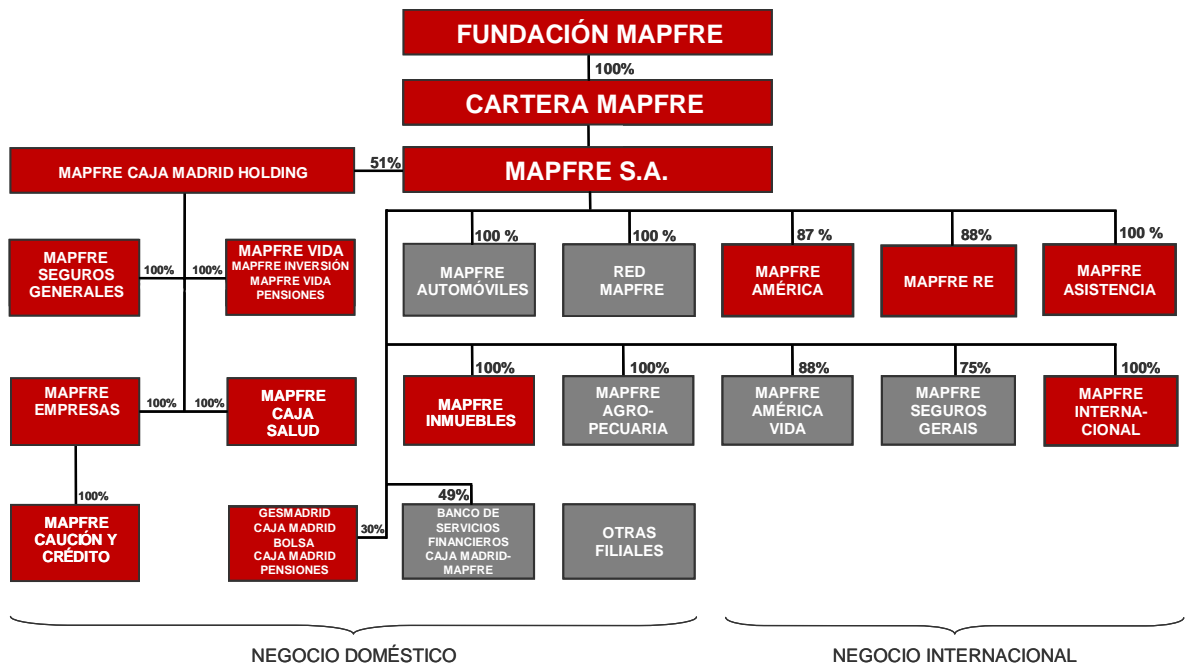 FUNDACIÓN MAPFRE
100%
CARTERA MAPFRE
MAPFRE CAJA MADRID HOLDING
51%
MAPFRE S.A.
MAPFRE
SEGUROS
GENERALES
100%
100%
MAPFRE VIDA
MAPFRE INVERSIÓN
MAPFRE VIDA
PENSIONES
100 %
MAPFRE
AUTOMÓVILES
100 %
RED
MAPFRE
87 %
MAPFRE
AMÉRICA
88%
MAPFRE RE
100 %
MAPFRE
ASISTENCIA
MAPFRE
EMPRESAS
100%
100%
MAPFRE
CAJA
SALUD
100%
MAPFRE
INMUEBLES
100%
MAPFRE
AGRO-
PECUARIA
88%
MAPFRE
AMÉRICA
VIDA
75%
MAPFRE
SEGUROS
GERAIS
100%
MAPFRE
INTERNA-
CIONAL
100%
MAPFRE
CAUCIÓN Y
CRÉDITO
GESMADRID
CAJA MADRID
BOLSA
CAJA MADRID
PENSIONES
30%
49%
BANCO DE
SERVICIOS
FINANCIEROS
CAJA MADRID-
MAPFRE
OTRAS
FILIALES
NEGOCIO DOMÉSTICO
NEGOCIO INTERNACIONAL